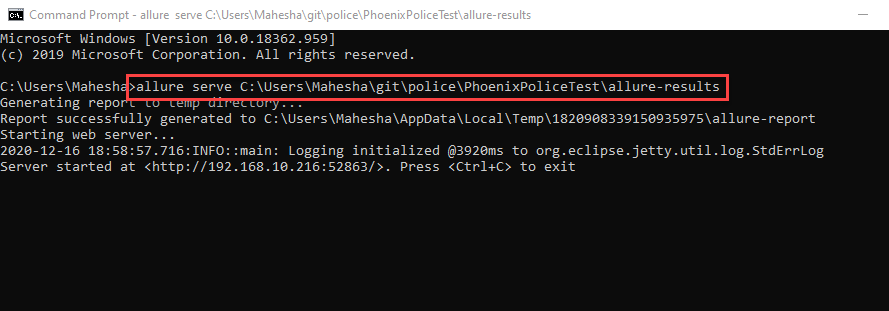 Command Prompt - allure serve C:\Users\Mahesha\git\police\PhoenixPoliceTest\allure-results
Microsoft Windows [Version 10.0.18362.959]
(c) 2019 Microsoft Corporation. All rights reserved.
C:\Users\Mahesha>allure serve C:\Users\Mahesha\git\police\PhoenixPoliceTest\allure-results
Generating report to temp directory...
Report successfully generated to C:\Users\Mahesha\AppData\Local\Temp\1820908339150935975\allure-report
Starting web server...
2020-12-16 18:58:57.716:INFO::main: Logging initialized @3920ms to org.eclipse.jetty.util.log.StdErrLog
Server started at <http://192.168.10.216:52863/>. Press <Ctrl+C> to exit